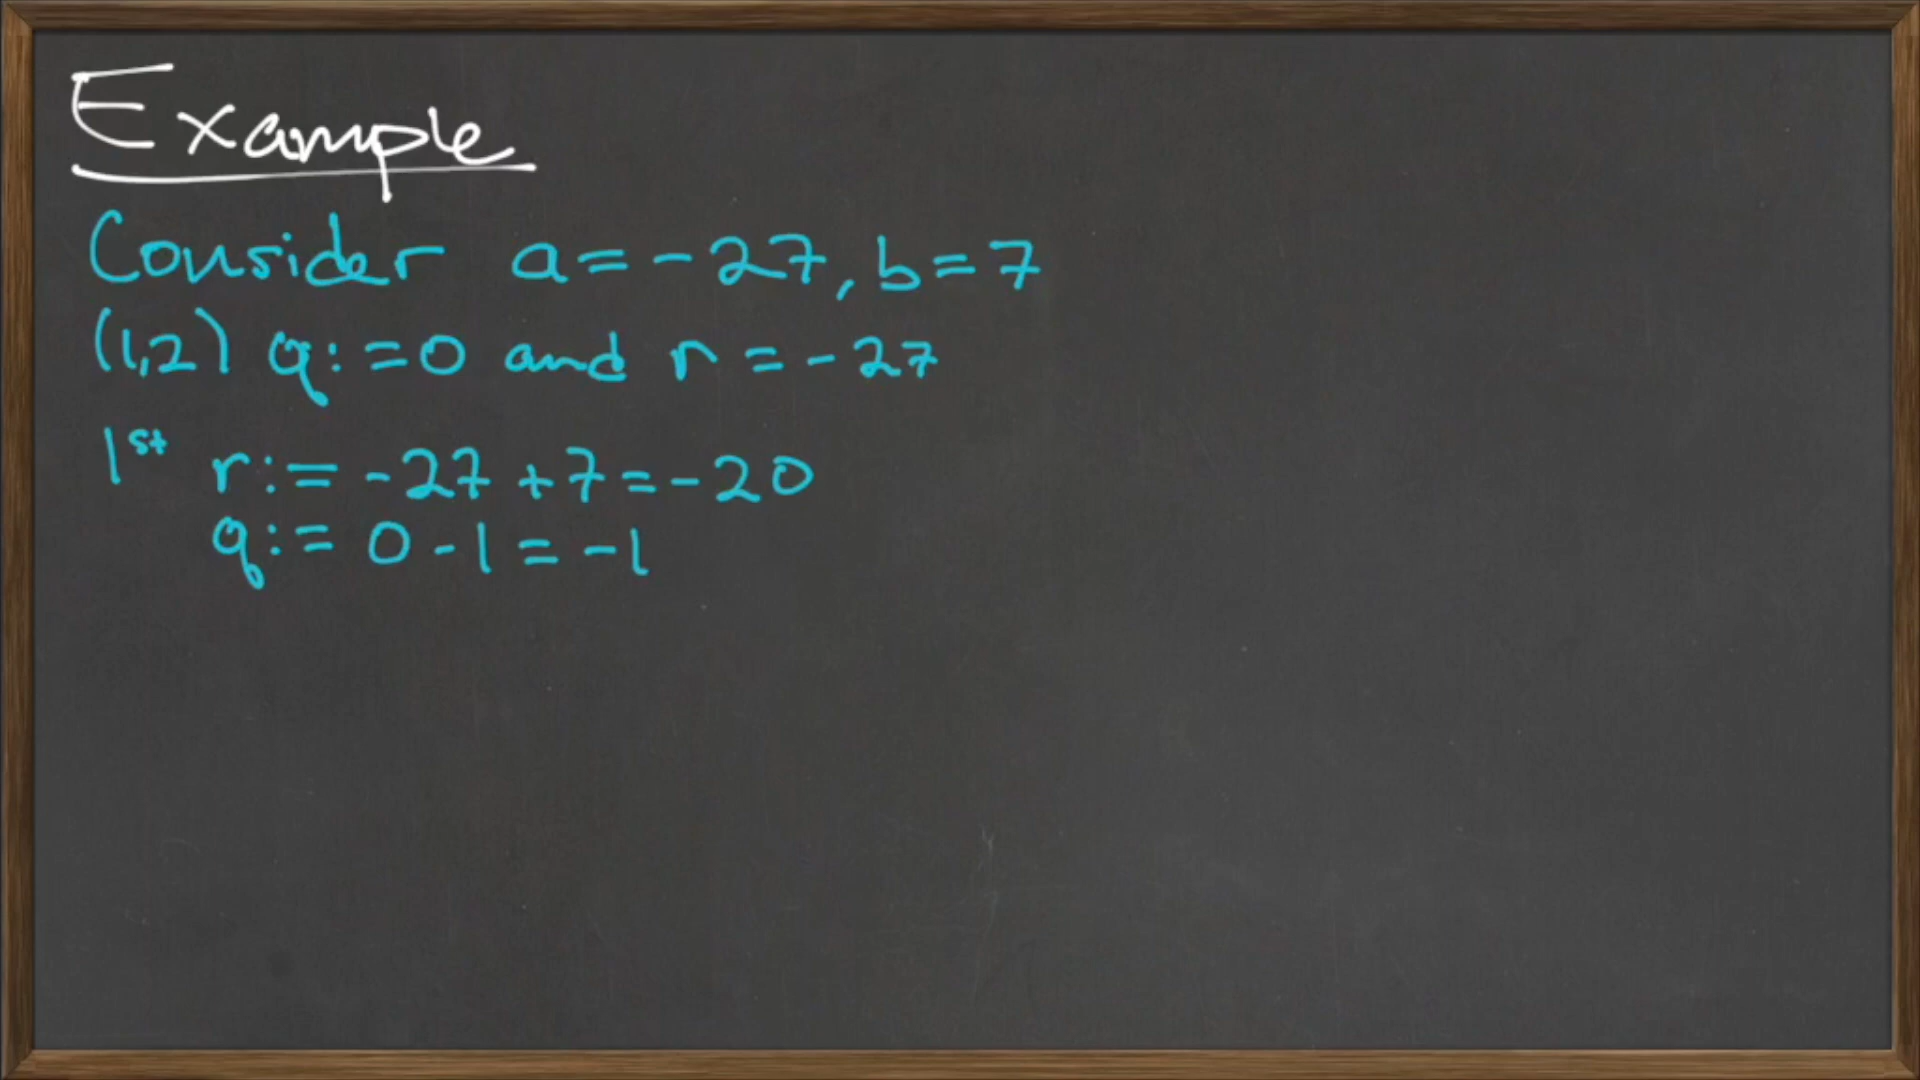 Example
Consider a = -27, b = 7
(1,2) q := 0 and r = -27
1st r := -27 + 7 = -20
q := 0 - 1 = -1